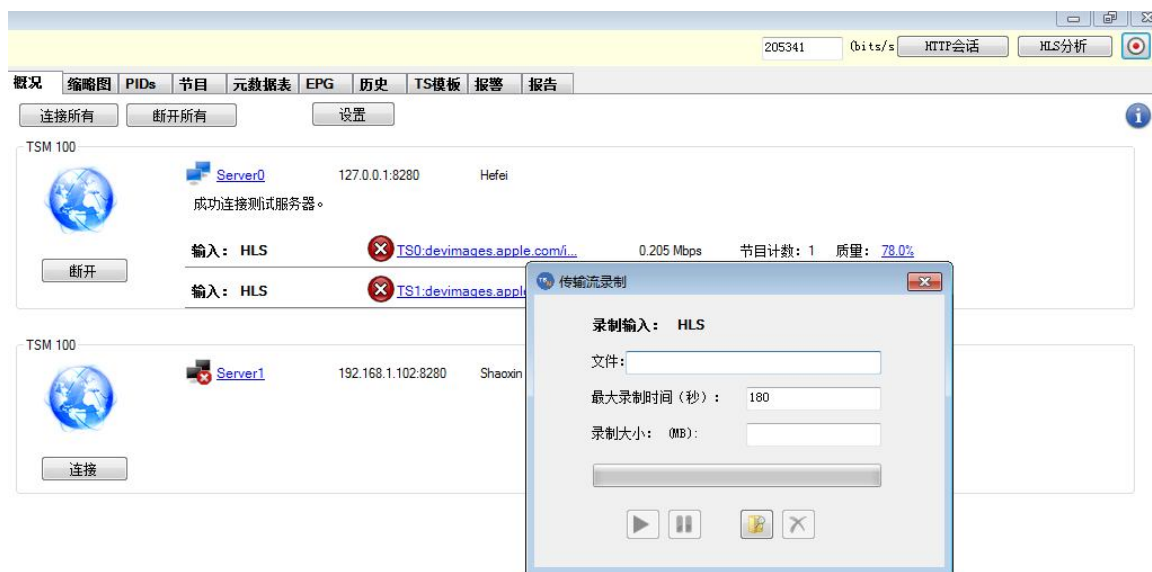 205341 (bits/s HTTP会话 HLS分析
概况 缩略图 PIDs 节目 元数据表 EPG 历史 TS模板 报警 报告
连接所有 断开所有 设置
TSM 100
Server0 127.0.0.1:8280 Hefei
成功连接测试服务器。
输入: HLS TS0:devimages.apple.com/i... 0.205 Mbps 节目计数: 1 质量: 78.0%
断开
输入: HLS TS1:devimages.apple
TSM 100
Server1 192.168.1.102:8280 Shaoxin
连接
传输流录制
录制输入: HLS
文件:
最大录制时间(秒): 180
录制大小: (MB):